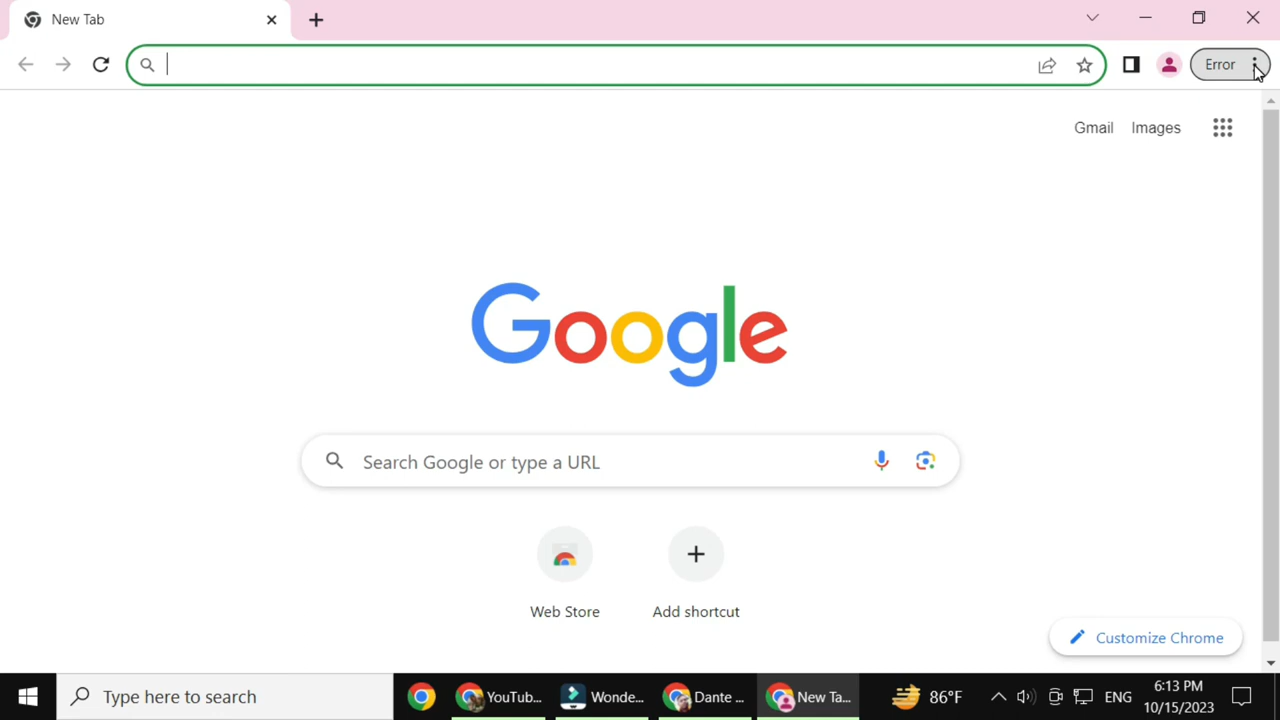 New Tab
Error
Gmail Images
Google
Search Google or type a URL
Web Store Add shortcut
Customize Chrome
Type here to search
YouTub...
Wonde...
Dante ...
New Ta...
86°F
ENG
6:13 PM
10/15/2023